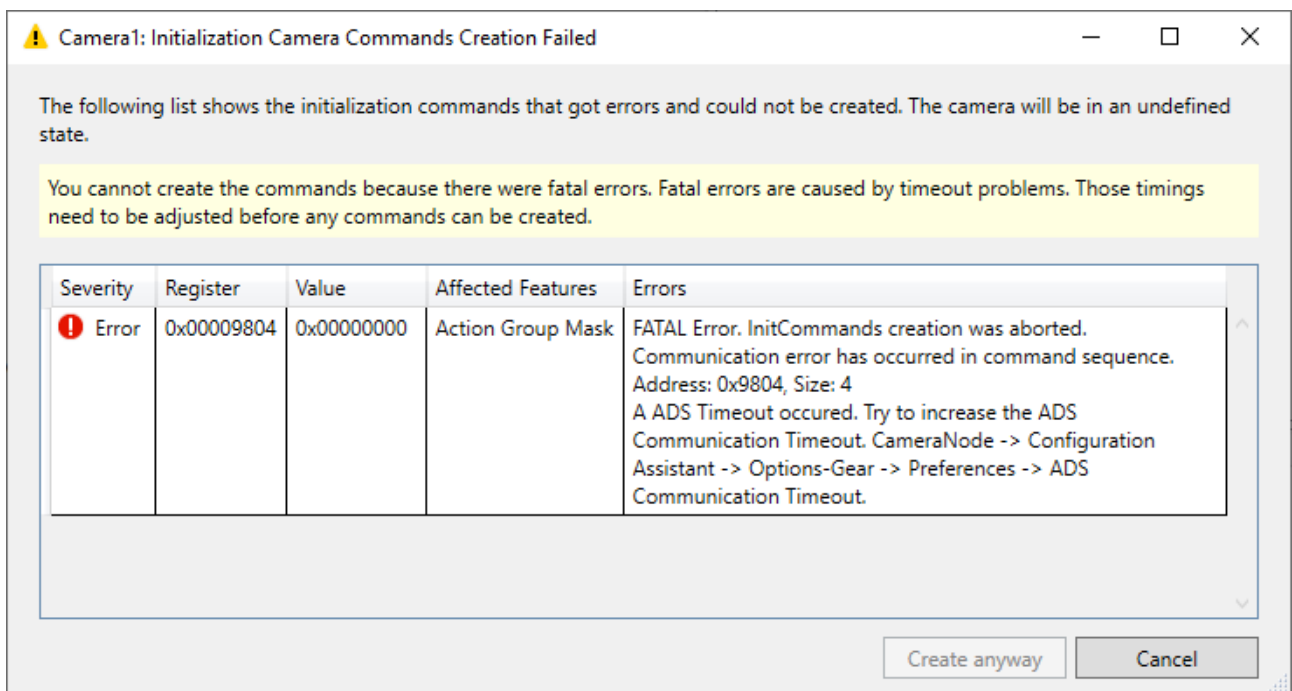 Camera1: Initialization Camera Commands Creation Failed
The following list shows the initialization commands that got errors and could not be created. The camera will be in an undefined
state.
You cannot create the commands because there were fatal errors. Fatal errors are caused by timeout problems. Those timings
need to be adjusted before any commands can be created.
Severity Register Value Affected Features Errors
Error 0x00009804 0x00000000 Action Group Mask FATAL Error. InitCommands creation was aborted.
Communication error has occurred in command sequence.
Address: 0x9804, Size: 4
A ADS Timeout occured. Try to increase the ADS
Communication Timeout. CameraNode -> Configuration
Assistant -> Options-Gear -> Preferences -> ADS
Communication Timeout.
Create anyway Cancel